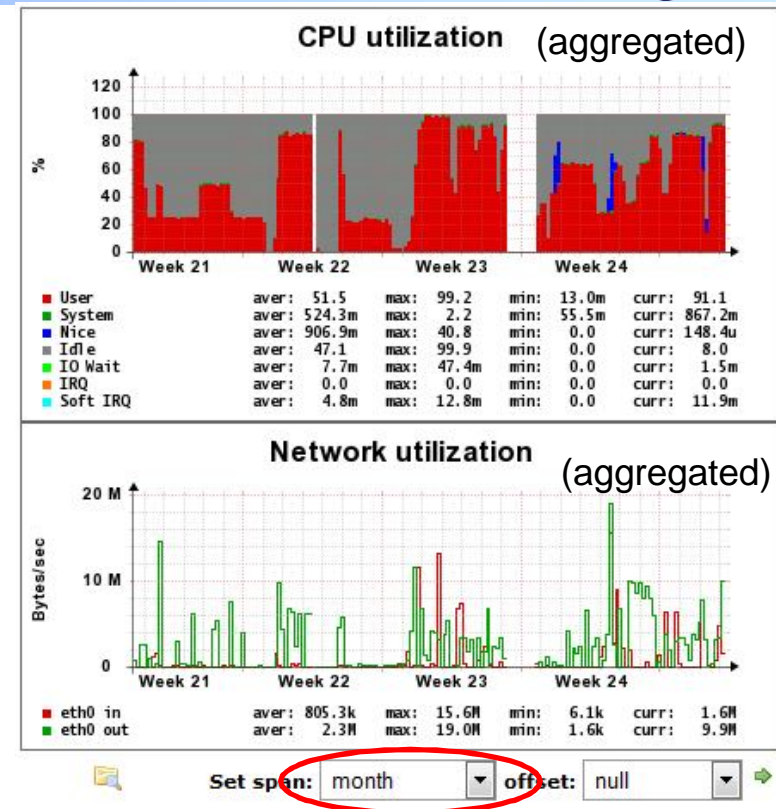 CPU utilization (aggregated)
120
100
80
60
40
20
0
%
Week 21 Week 22 Week 23 Week 24
User aver: 51.5 max: 99.2 min: 13.0m curr: 91.1
System aver: 524.3m max: 2.2 min: 55.5m curr: 867.2m
Nice aver: 906.9m max: 40.8 min: 0.0 curr: 148.4u
Idle aver: 47.1 max: 99.9 min: 0.0 curr: 8.0
IO Wait aver: 7.7m max: 47.4m min: 0.0 curr: 1.5m
IRQ aver: 0.0 max: 0.0 min: 0.0 curr: 0.0
Soft IRQ aver: 4.8m max: 12.8m min: 0.0 curr: 11.9m
Network utilization (aggregated)
20 M
10 M
0
Bytes/sec
Week 21 Week 22 Week 23 Week 24
eth0 in aver: 805.3k max: 15.6M min: 6.1k curr: 1.6M
eth0 out aver: 2.3M max: 19.0M min: 1.6k curr: 9.9M
Set span: month offset: null